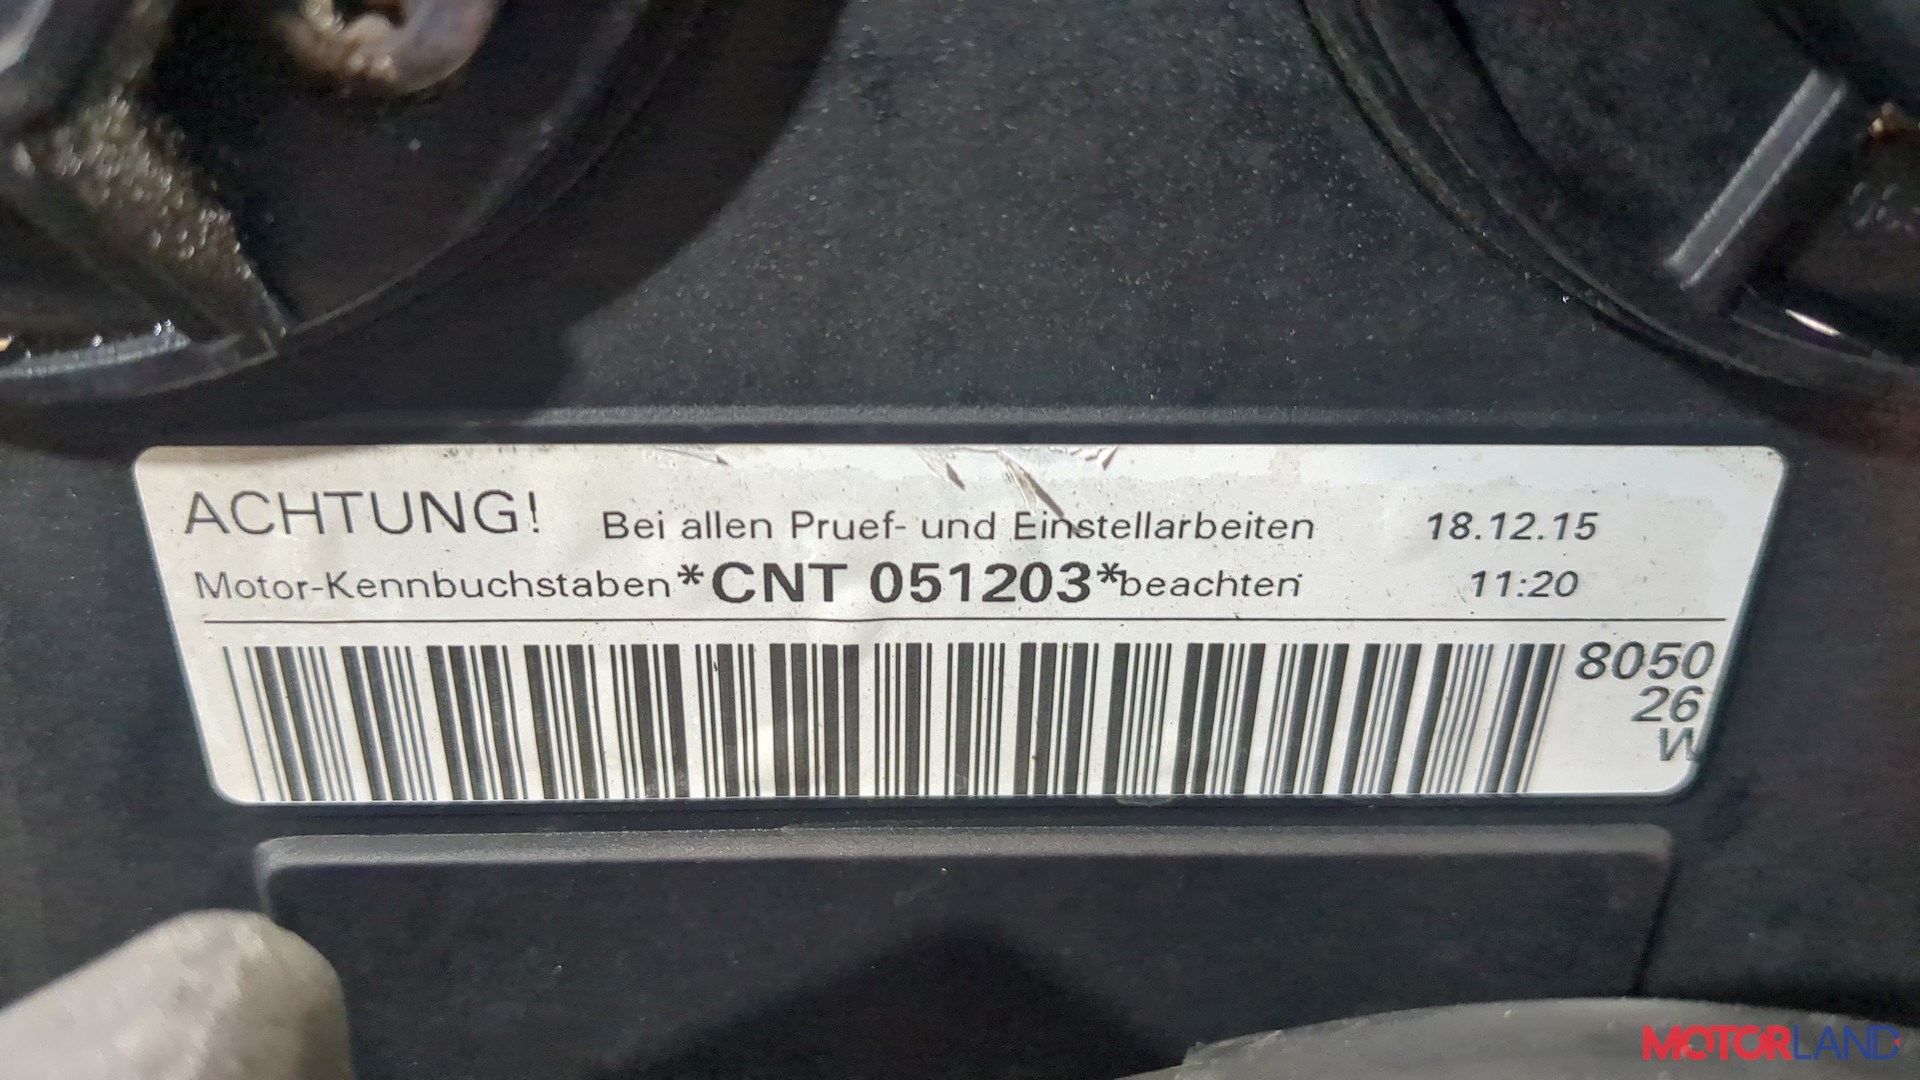 ACHTUNG! Bei allen Pruef- und Einstellarbeiten 18.12.15
Motor-Kennbuchstaben *CNT 051203* beachten 11:20
8050
26
W
MOTORLAND